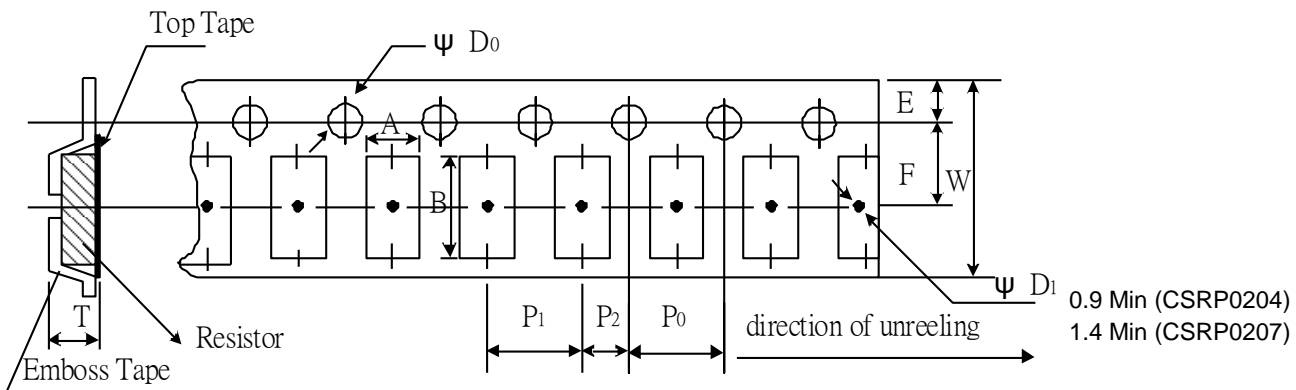 Top Tape
Ψ D0
E
A
F
W
B
Ψ D1
0.9 Min (CSRP0204)
1.4 Min (CSRP0207)
T
P1
P2
P0
direction of unreeling
Resistor
Emboss Tape